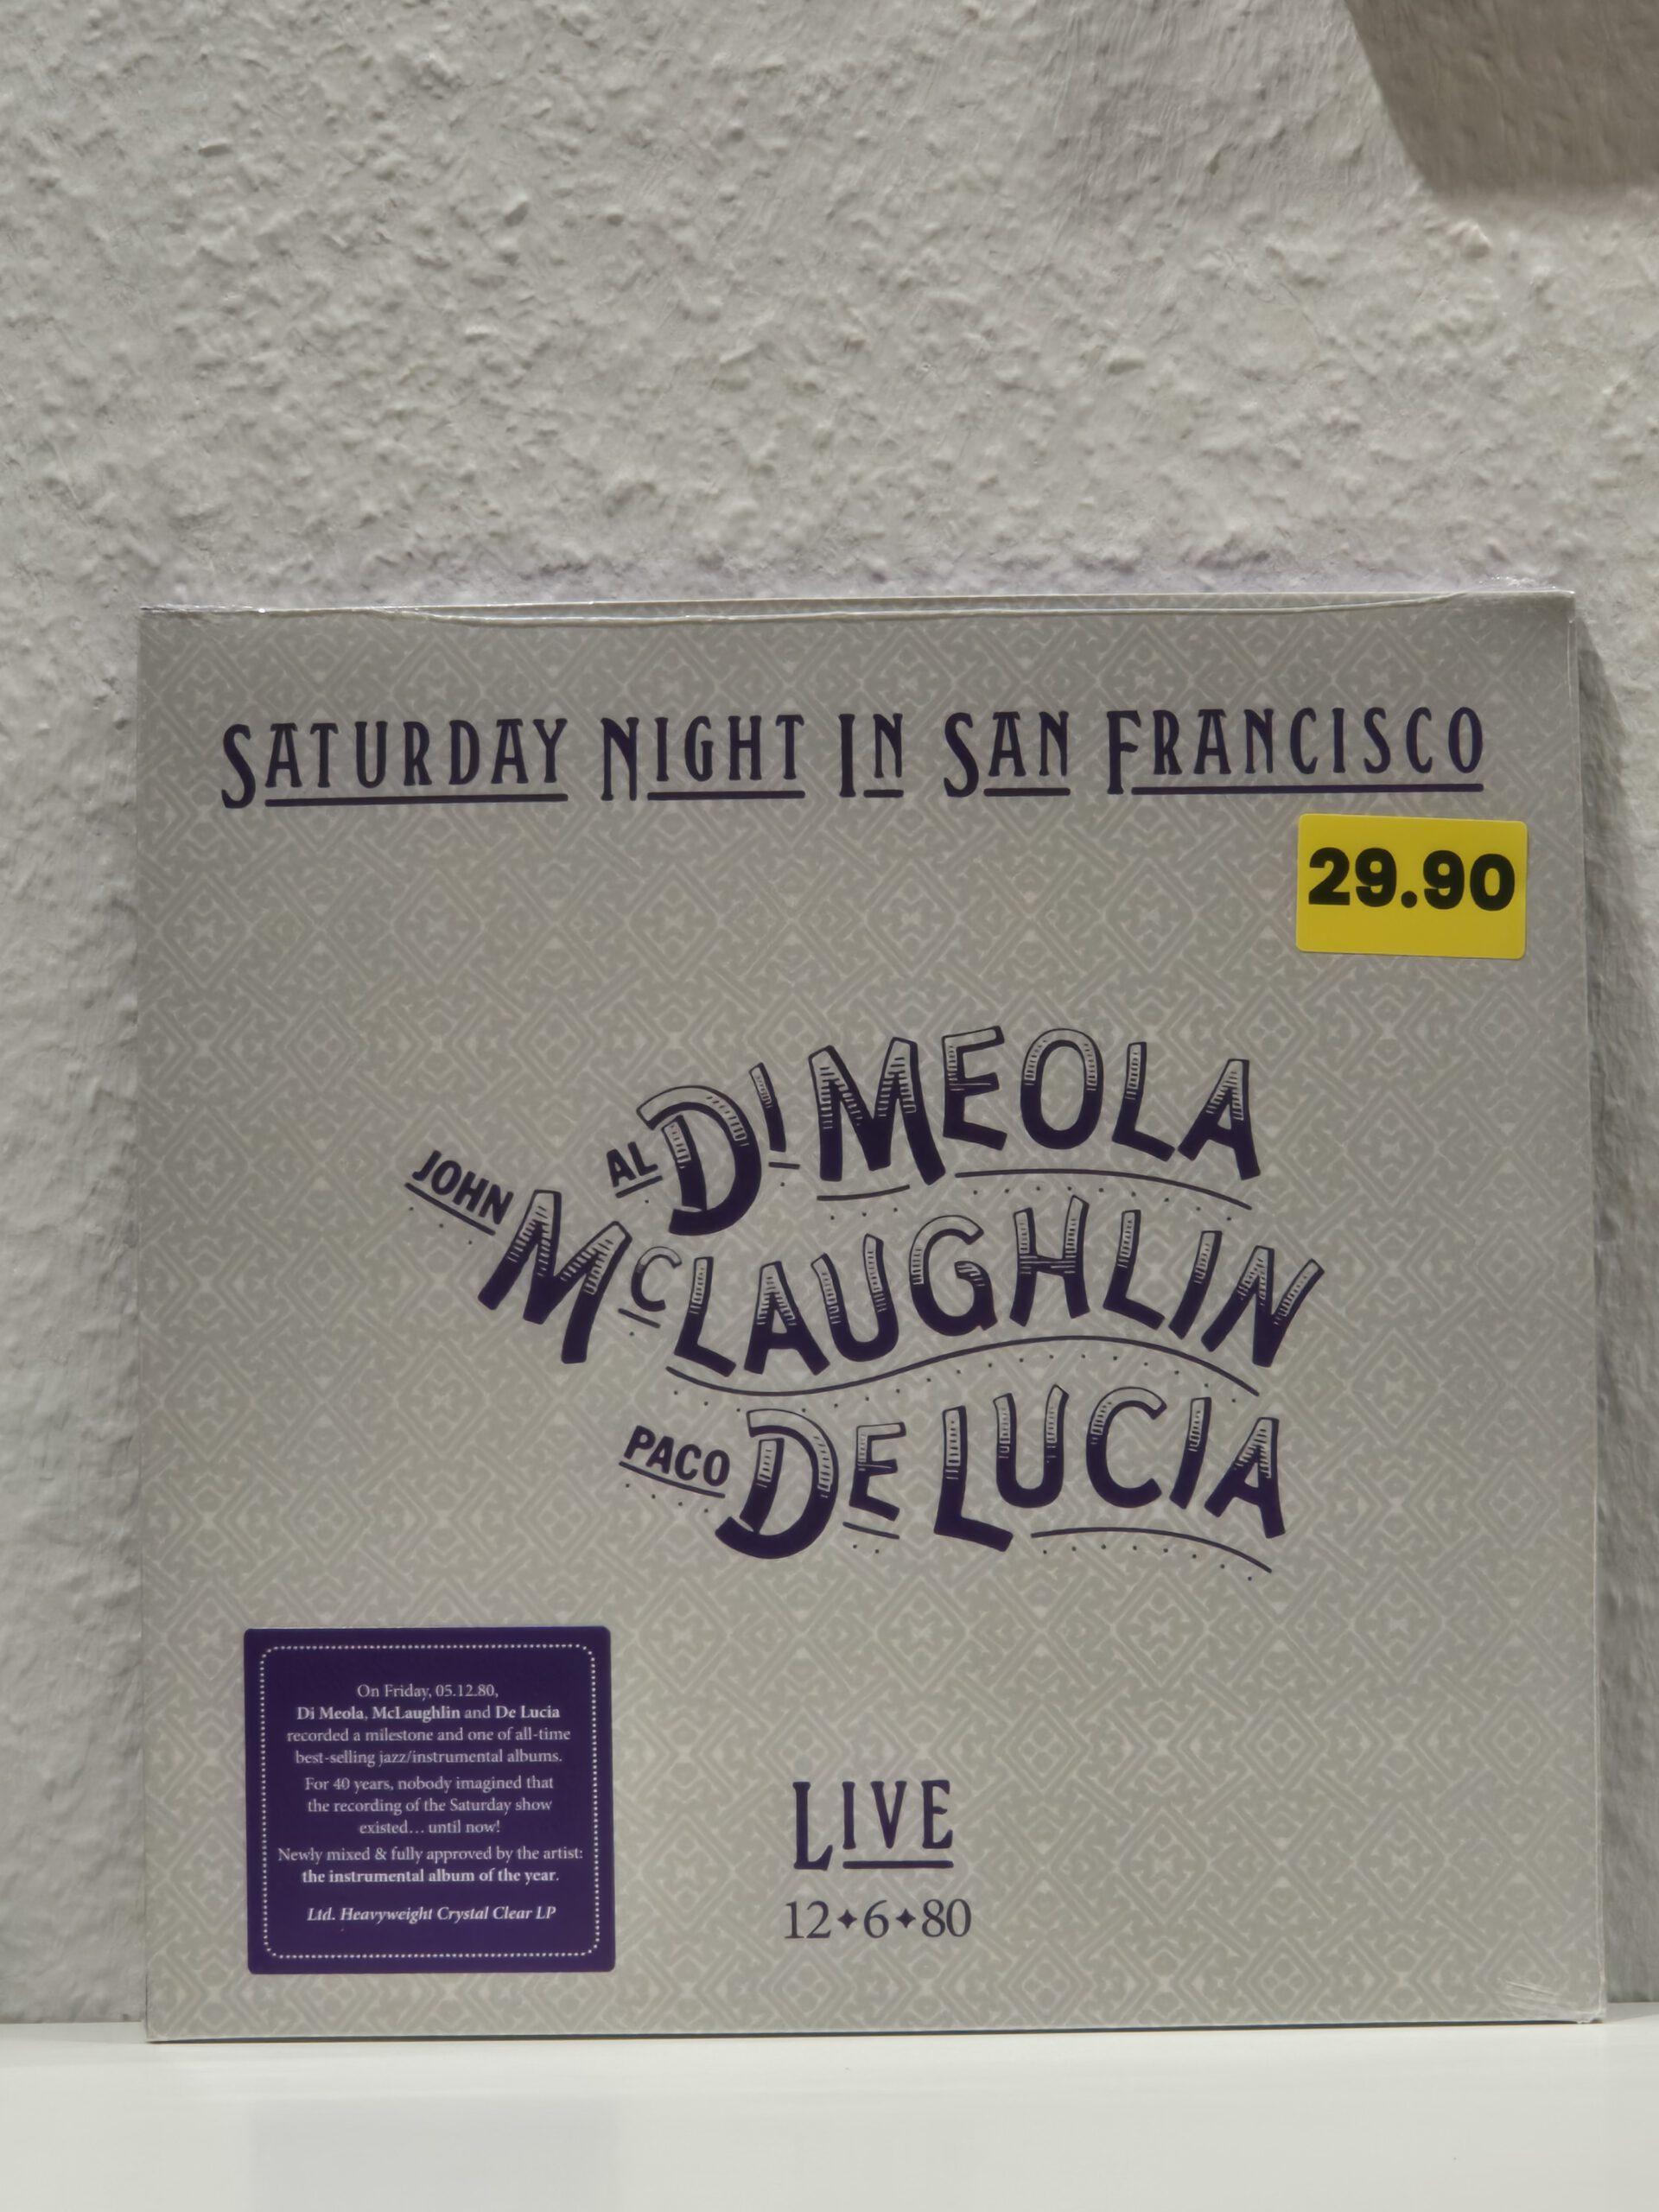 SATURDAY NIGHT IN SAN FRANCISCO
29.90
AL DI MEOLA
JOHN MCLAUGHLIN
PACO DE LUCIA
On Friday, 05.12.80,
Di Meola, McLaughlin and De Lucia
recorded a milestone and one of all-time
best-selling jazz/instrumental albums.
For 40 years, nobody imagined that
the recording of the Saturday show
existed... until now!
Newly mixed & fully approved by the artist:
the instrumental album of the year.
Ltd. Heavyweight Crystal Clear LP
LIVE
12✦6✦80